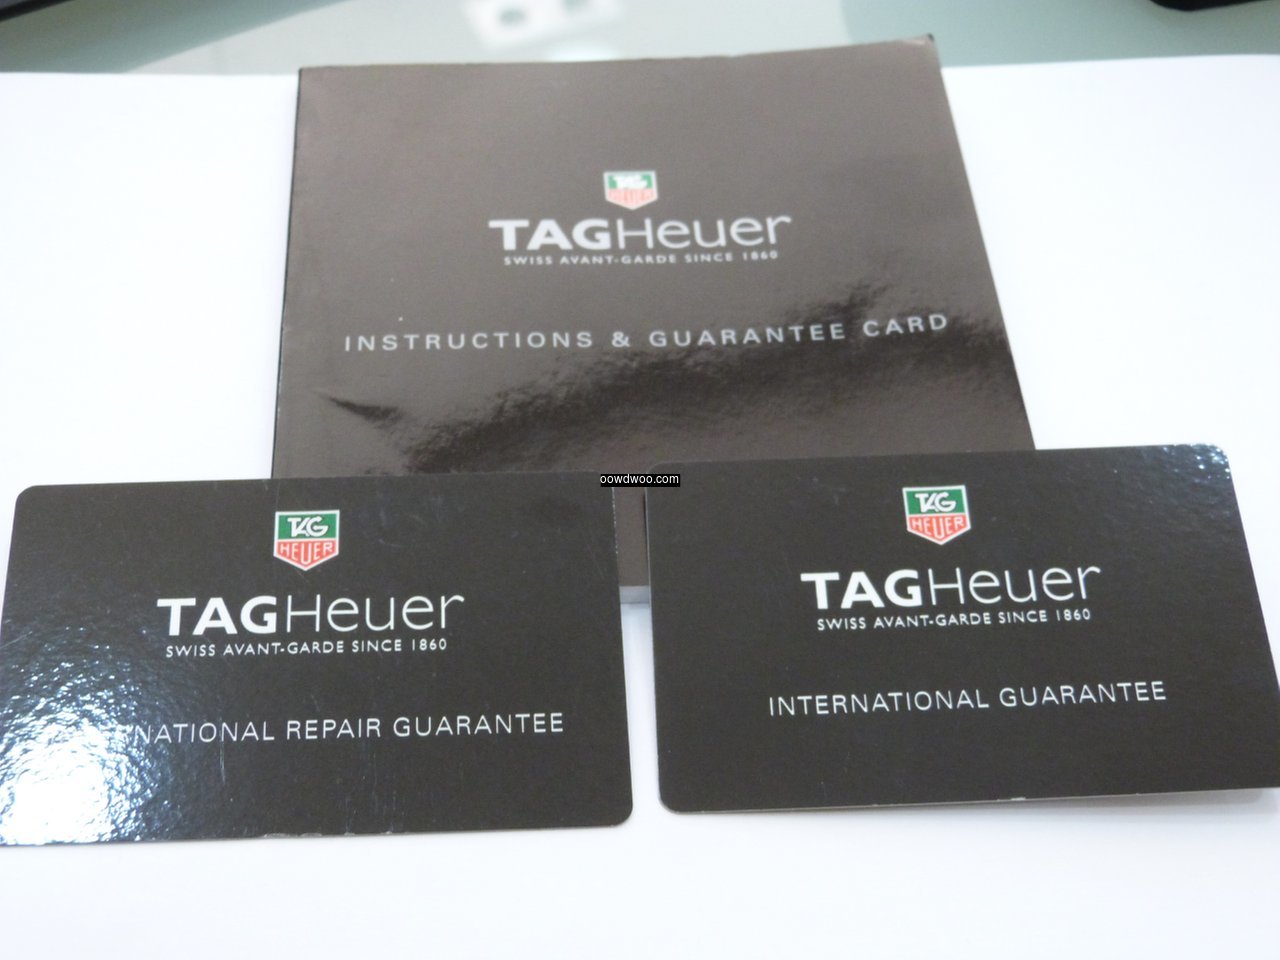 TAG
HEUER
TAGHeuer
SWISS AVANT-GARDE SINCE 1860
INSTRUCTIONS & GUARANTEE CARD
oowdwoo.com
TAG
HEUER
TAGHeuer
SWISS AVANT-GARDE SINCE 1860
NATIONAL REPAIR GUARANTEE
TAG
HEUER
TAGHeuer
SWISS AVANT-GARDE SINCE 1860
INTERNATIONAL GUARANTEE